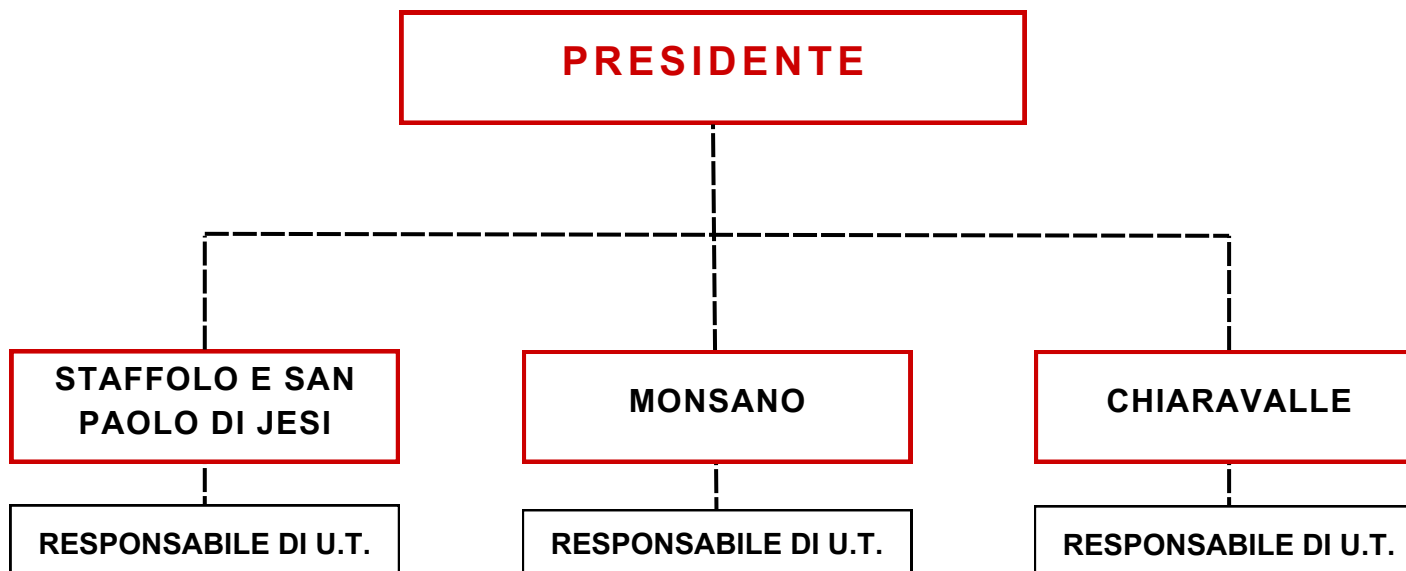 PRESIDENTE
STAFFOLO E SAN
PAOLO DI JESI
MONSANO
CHIARAVALLE
RESPONSABILE DI U.T.
RESPONSABILE DI U.T.
RESPONSABILE DI U.T.